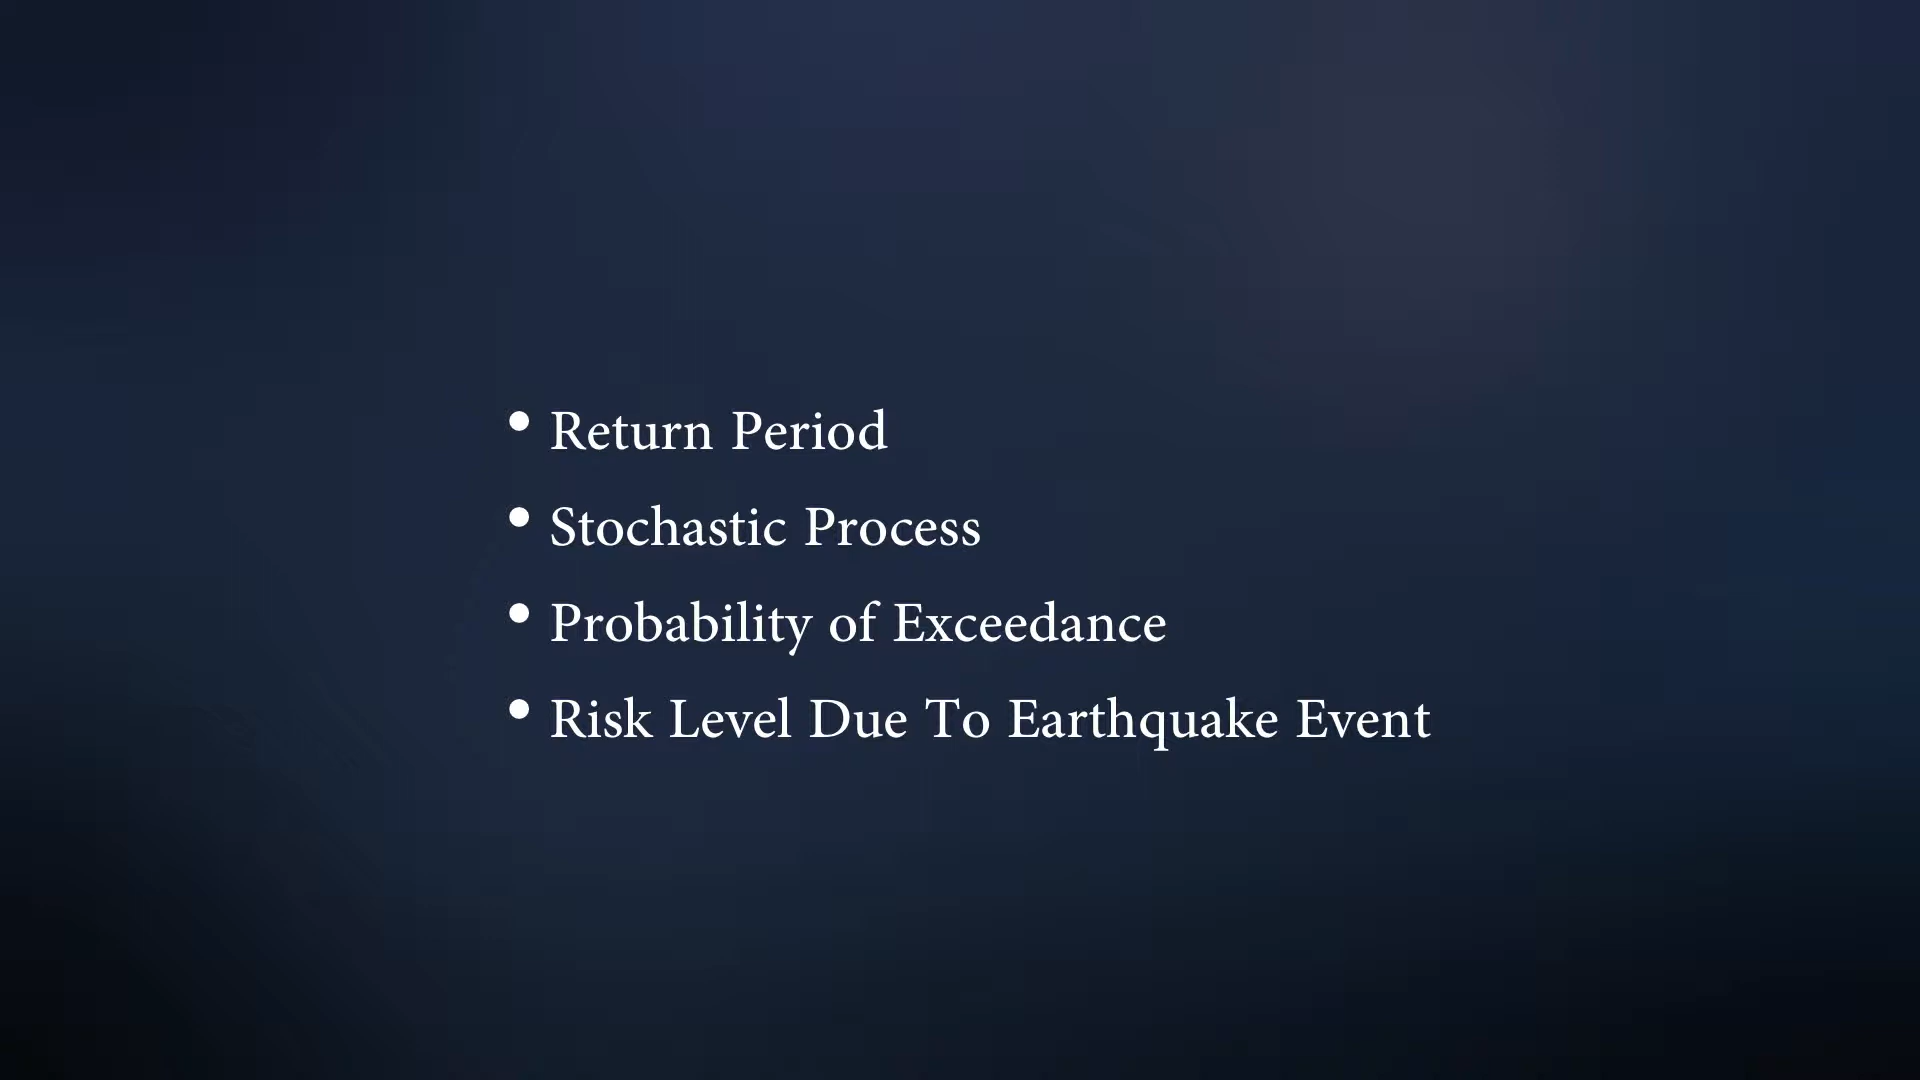 • Return Period
• Stochastic Process
• Probability of Exceedance
• Risk Level Due To Earthquake Event